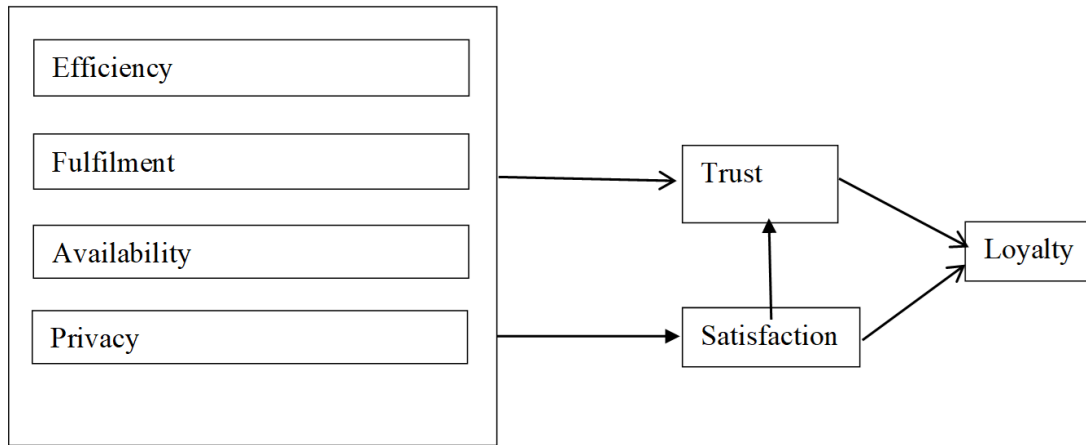 Efficiency
Fulfilment
Trust
Availability
Loyalty
Privacy
Satisfaction